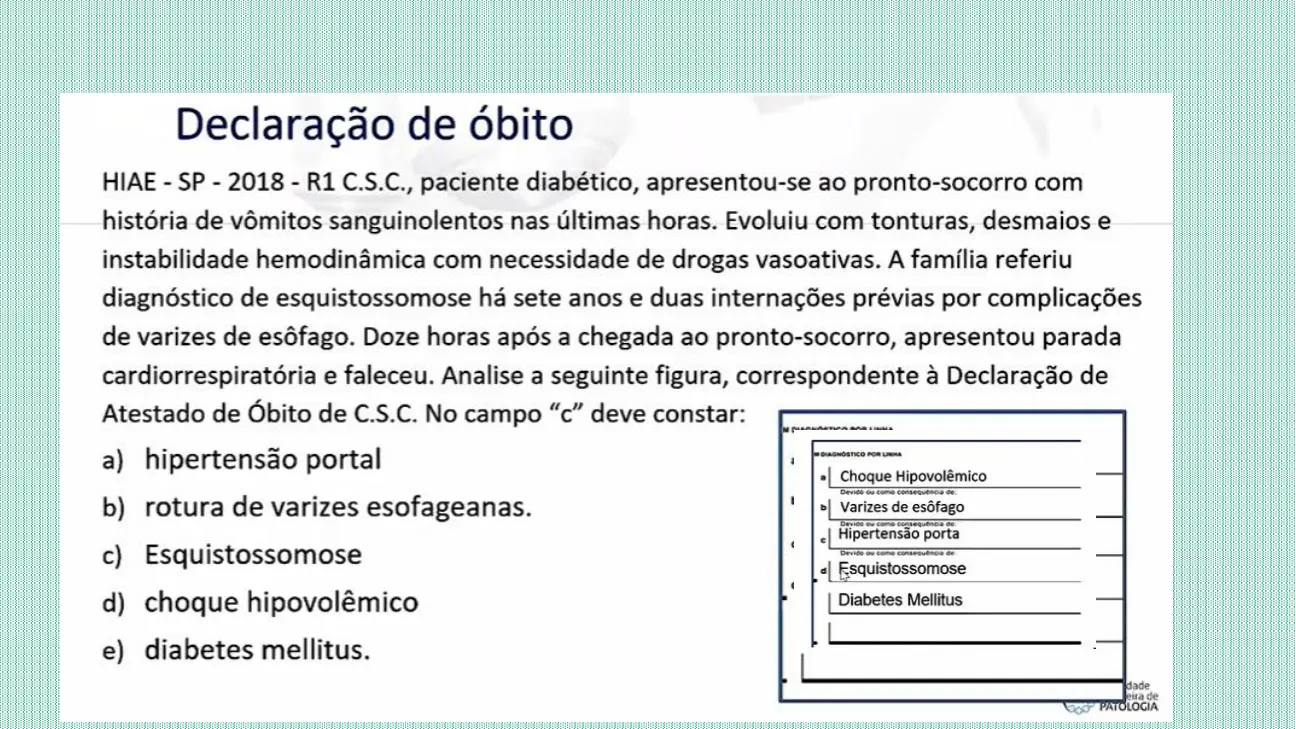 Declaração de óbito
HIAE - SP - 2018 - R1 C.S.C., paciente diabético, apresentou-se ao pronto-socorro com
história de vômitos sanguinolentos nas últimas horas. Evoluiu com tonturas, desmaios e
instabilidade hemodinâmica com necessidade de drogas vasoativas. A família referiu
diagnóstico de esquistossomose há sete anos e duas internações prévias por complicações
de varizes de esôfago. Doze horas após a chegada ao pronto-socorro, apresentou parada
cardiorrespiratória e faleceu. Analise a seguinte figura, correspondente à Declaração de
Atestado de Óbito de C.S.C. No campo “c” deve constar:
a) hipertensão portal
b) rotura de varizes esofageanas.
c) Esquistossomose
d) choque hipovolêmico
e) diabetes mellitus.
DIAGNÓSTICO POR LINHA
a Choque Hipovolêmico
Devido ou como consequência de:
b Varizes de esôfago
Devido ou como consequência de:
c Hipertensão porta
Devido ou como consequência de:
d Esquistossomose
Diabetes Mellitus
dade
eira de
PATOLOGIA